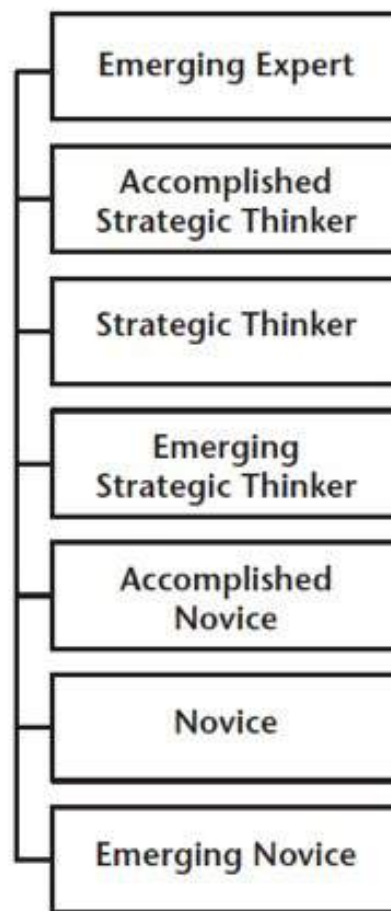 Emerging Expert
Accomplished
Strategic Thinker
Strategic Thinker
Emerging
Strategic Thinker
Accomplished
Novice
Novice
Emerging Novice